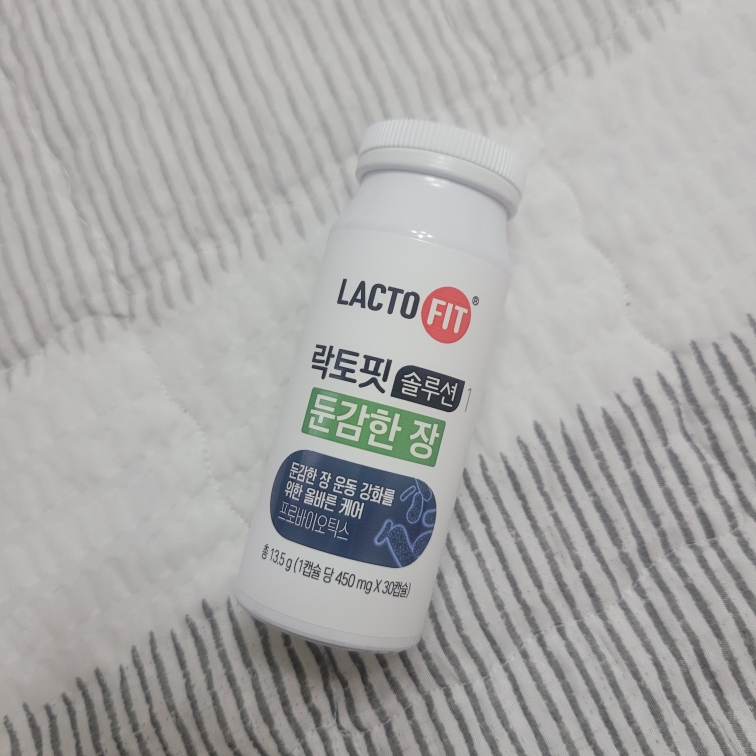 LACTO FIT®
락토핏 솔루션 1
둔감한 장
둔감한 장 운동 강화를
위한 올바른 케어
프로바이오틱스
총 13.5 g (1캡슐 당 450 mg X 30캡슐)